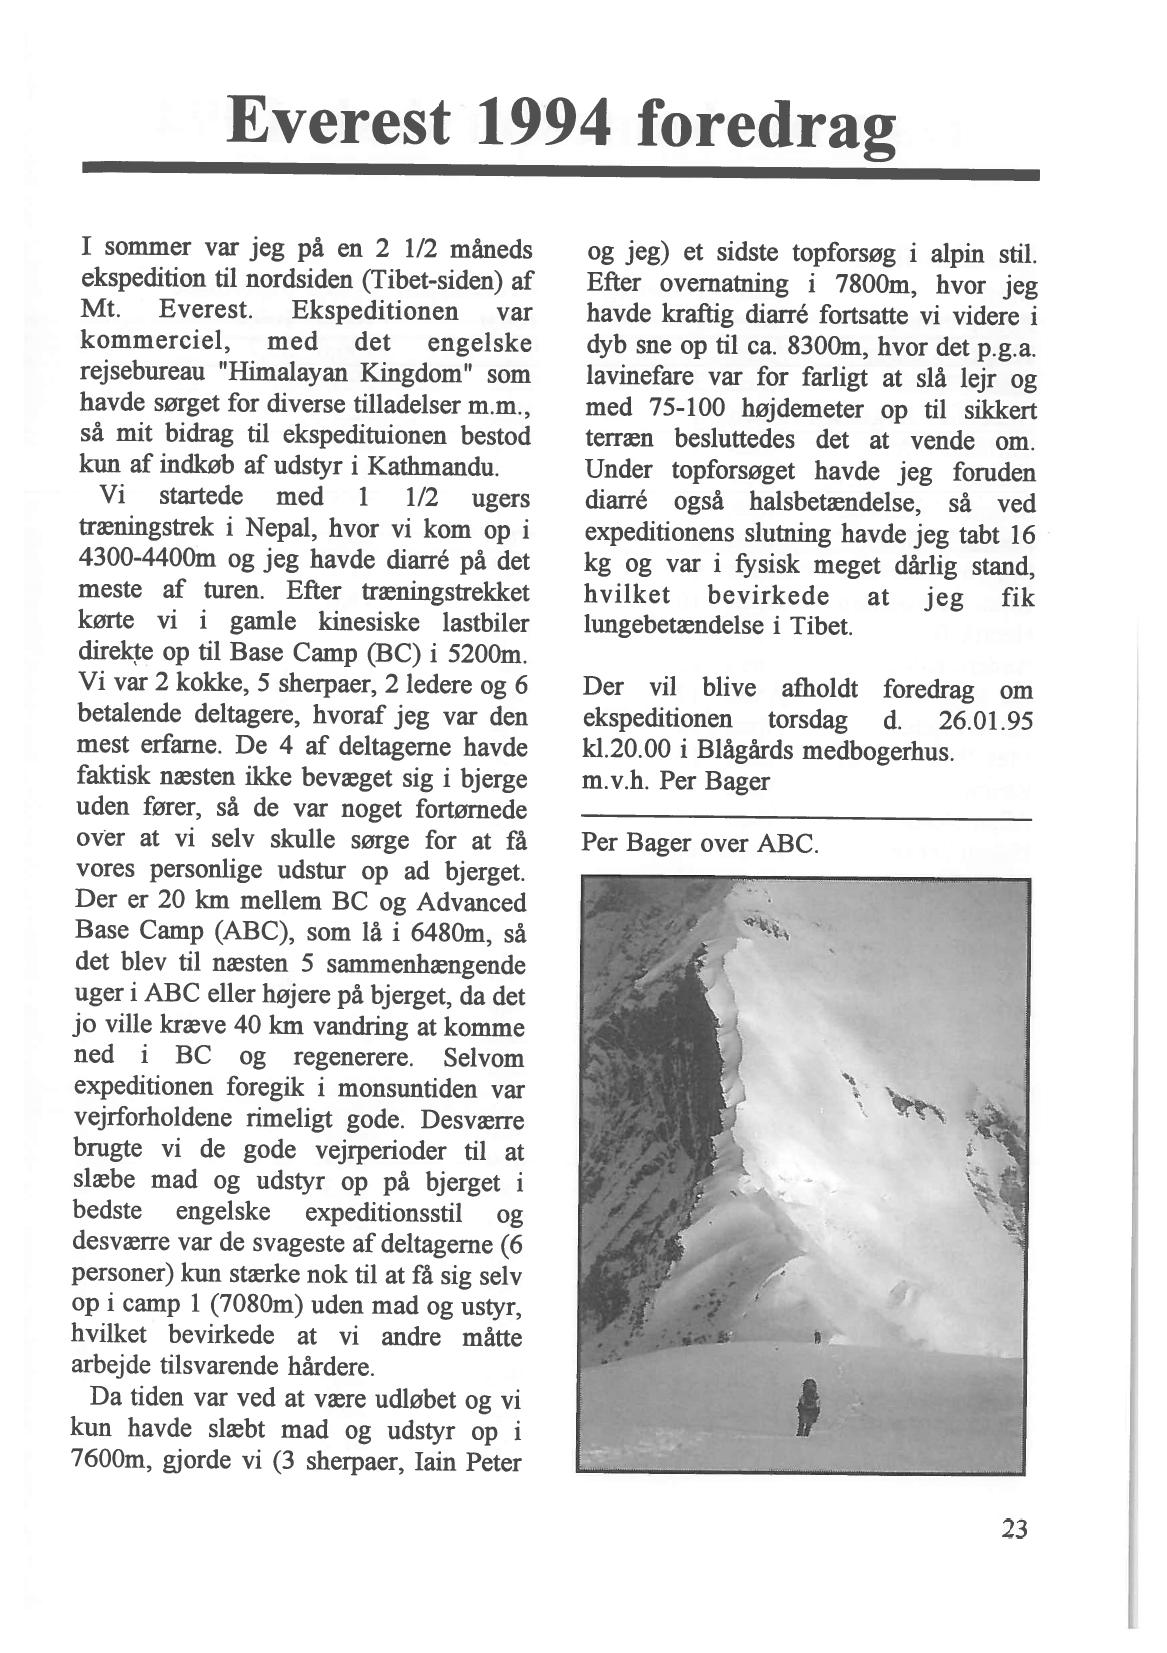 Everest 1994 foredrag
I sommer var jeg på en 2 1/2 måneds
ekspedition til nordsiden (Tibet-siden) af
Mt. Everest. Ekspeditionen var
kommerciel, med det engelske
rejsebureau "Himalayan Kingdom" som
havde sørget for diverse tilladelser m.m.,
så mit bidrag til ekspedituionen bestod
kun af indkøb af udstyr i Kathmandu.
Vi startede med 1 1/2 ugers
træningstrek i Nepal, hvor vi kom op i
4300-4400m og jeg havde diarré på det
meste af turen. Efter træningstrekket
kørte vi i gamle kinesiske lastbiler
direkte op til Base Camp (BC) i 5200m.
Vi var 2 kokke, 5 sherpaer, 2 ledere og 6
betalende deltagere, hvoraf jeg var den
mest erfarne. De 4 af deltagerne havde
faktisk næsten ikke bevæget sig i bjerge
uden fører, så de var noget fortørnede
over at vi selv skulle sørge for at få
vores personlige udstur op ad bjerget.
Der er 20 km mellem BC og Advanced
Base Camp (ABC), som lå i 6480m, så
det blev til næsten 5 sammenhængende
uger i ABC eller højere på bjerget, da det
jo ville kræve 40 km vandring at komme
ned i BC og regenerere. Selvom
expeditionen foregik i monsuntiden var
vejrforholdene rimeligt gode. Desværre
brugte vi de gode vejrperioder til at
slæbe mad og udstyr op på bjerget i
bedste engelske expeditionsstil og
desværre var de svageste af deltagerne (6
personer) kun stærke nok til at få sig selv
op i camp 1 (7080m) uden mad og ustyr,
hvilket bevirkede at vi andre måtte
arbejde tilsvarende hårdere.
Da tiden var ved at være udløbet og vi
kun havde slæbt mad og udstyr op i
7600m, gjorde vi (3 sherpaer, Iain Peter
og jeg) et sidste topforsøg i alpin stil.
Efter overnatning i 7800m, hvor jeg
havde kraftig diarré fortsatte vi videre i
dyb sne op til ca. 8300m, hvor det p.g.a.
lavinefare var for farligt at slå lejr og
med 75-100 højdemeter op til sikkert
terræn besluttedes det at vende om.
Under topforsøget havde jeg foruden
diarré også halsbetændelse, så ved
expeditionens slutning havde jeg tabt 16
kg og var i fysisk meget dårlig stand,
hvilket bevirkede at jeg fik
lungebetændelse i Tibet.
Der vil blive afholdt foredrag om
ekspeditionen torsdag d. 26.01.95
kl.20.00 i Blågårds medbogerhus.
m.v.h. Per Bager
Per Bager over ABC.
23